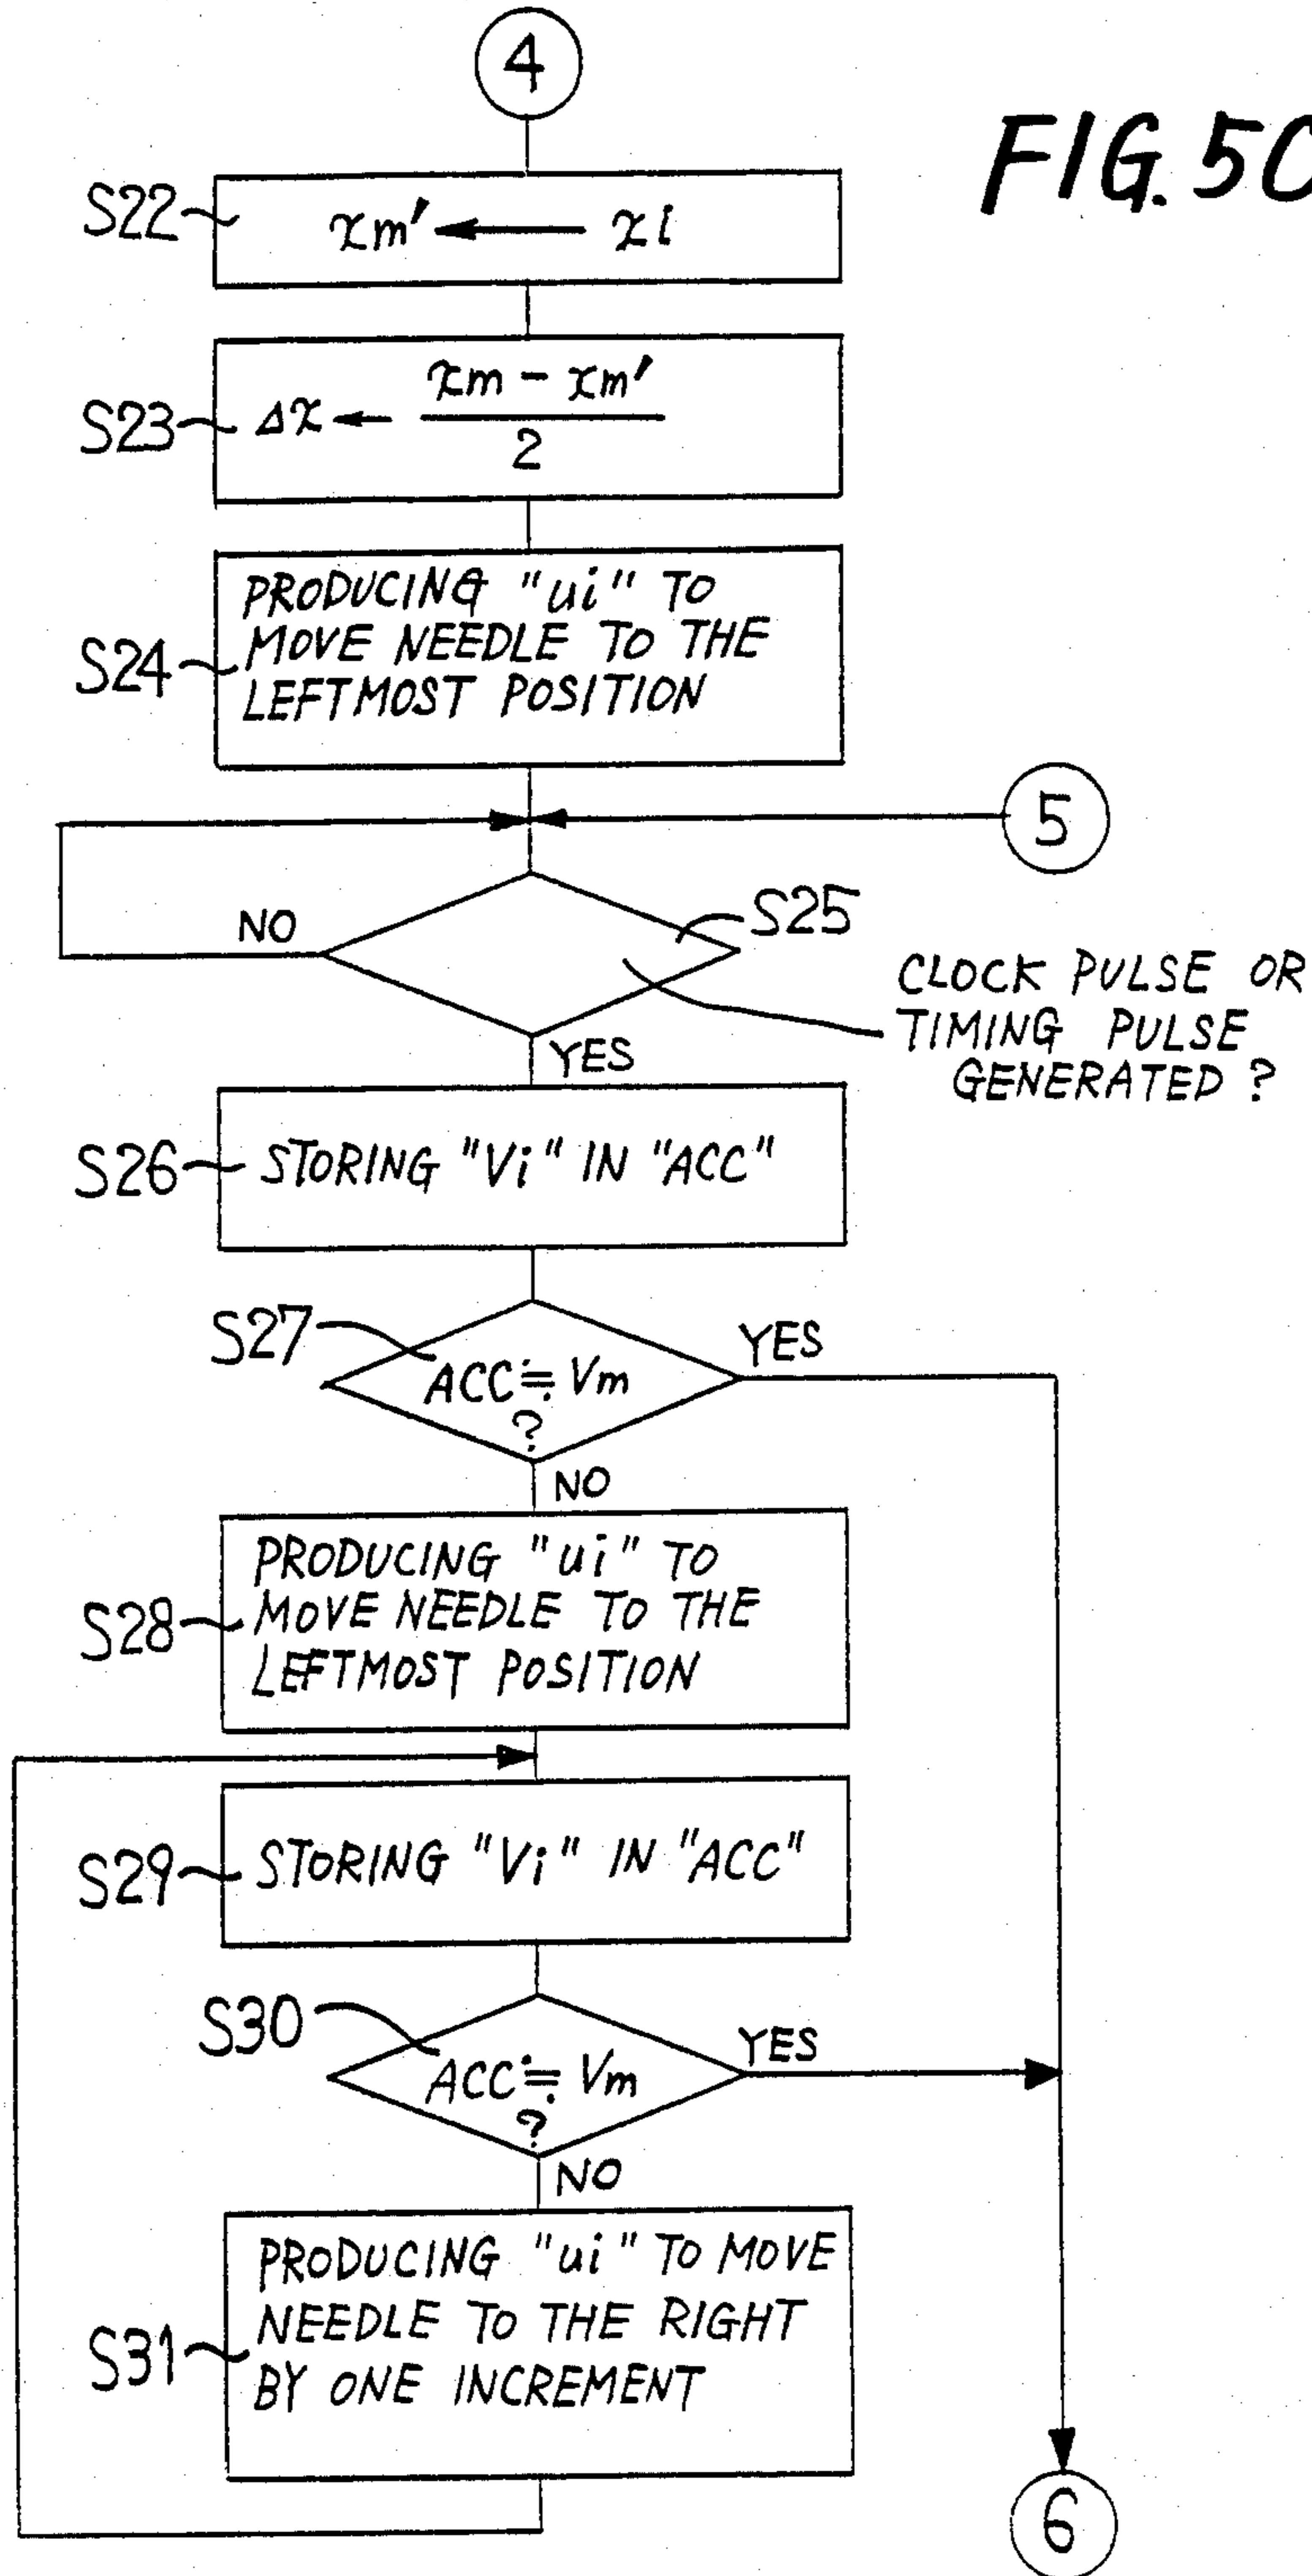 4
FIG. 5C
S22
xm' ← xi
S23
Δx ← xm - xm'
2
S24
PRODUCING "ui" TO
MOVE NEEDLE TO THE
LEFTMOST POSITION
5
NO
S25
CLOCK PULSE OR
TIMING PULSE
GENERATED ?
YES
S26
STORING "Vi" IN "ACC"
S27
YES
ACC ≒ Vm
?
NO
S28
PRODUCING "ui" TO
MOVE NEEDLE TO THE
LEFTMOST POSITION
S29
STORING "Vi" IN "ACC"
S30
YES
ACC ≒ Vm
?
NO
S31
PRODUCING "ui" TO MOVE
NEEDLE TO THE RIGHT
BY ONE INCREMENT
6